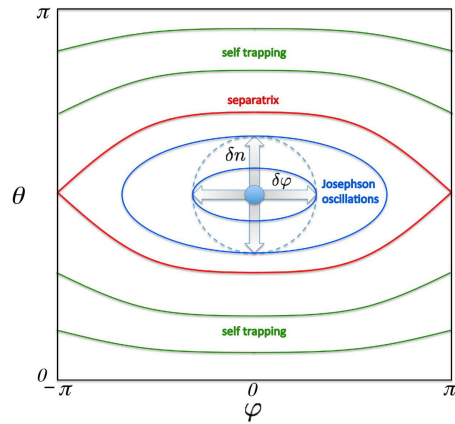 π
self trapping
separatrix
δn
δφ
θ
Josephson
oscillations
self trapping
0
−π
0
π
φ